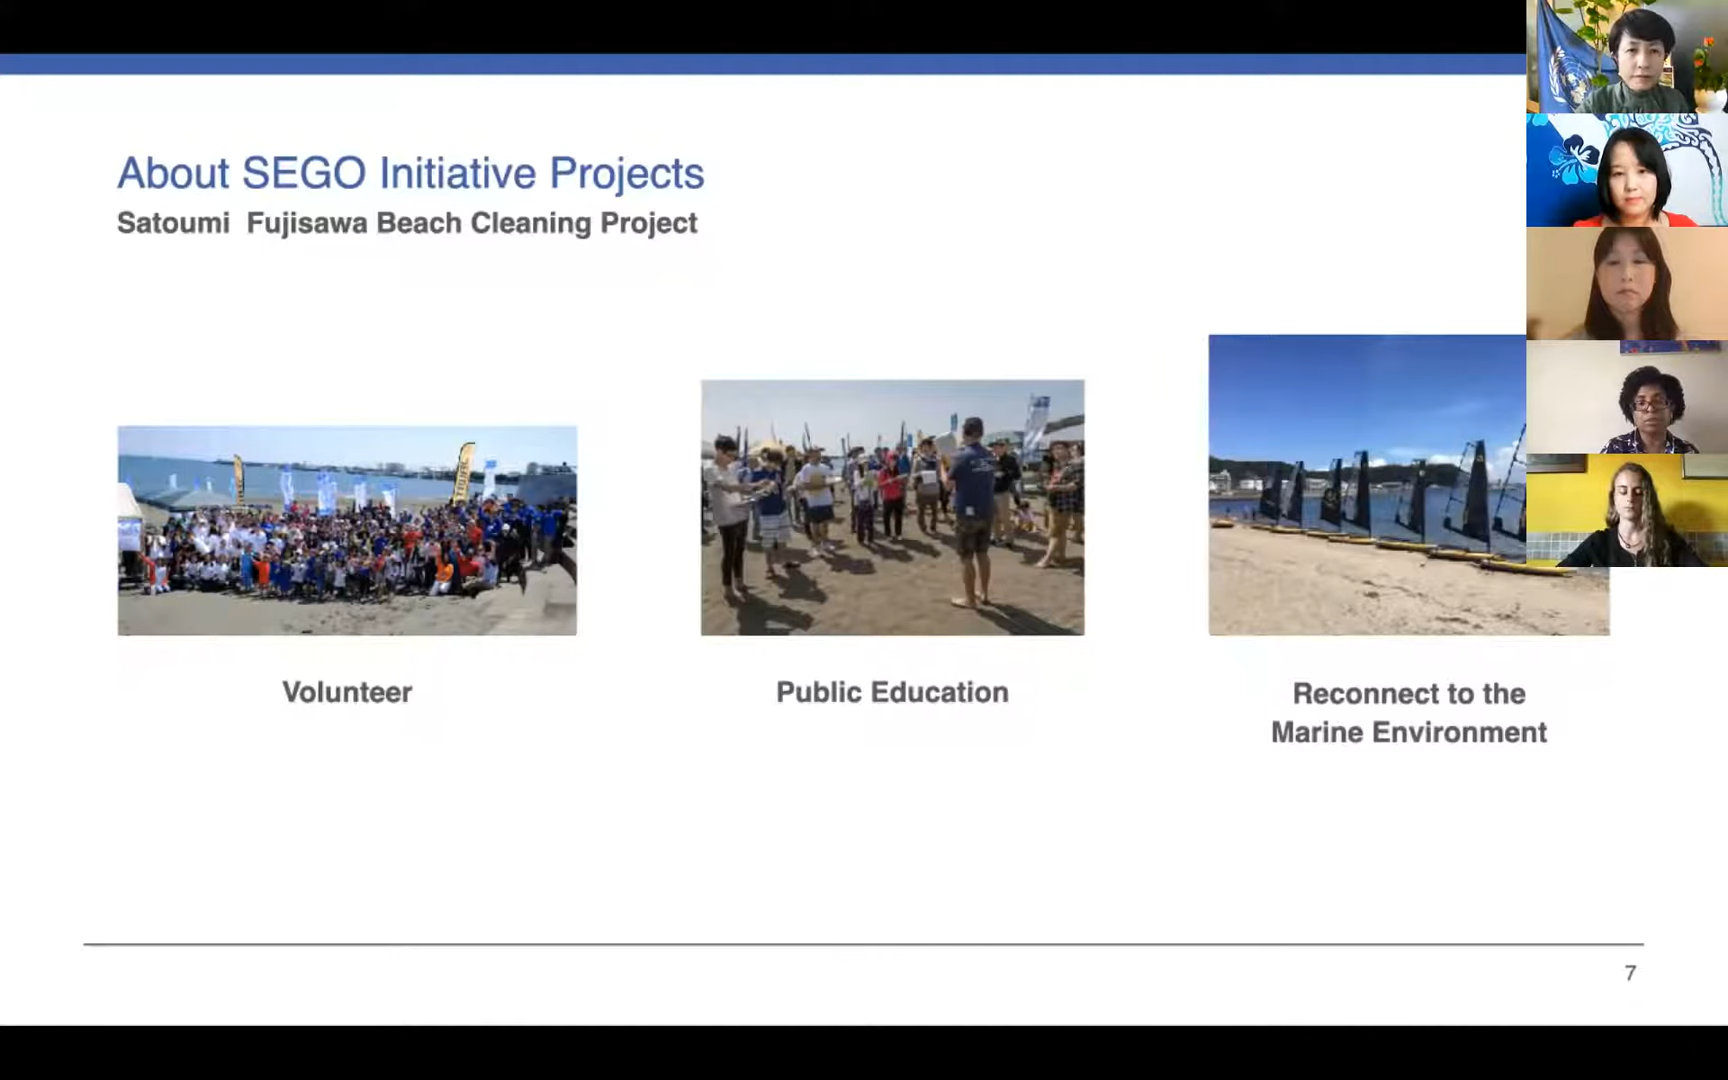 About SEGO Initiative Projects
Satoumi Fujisawa Beach Cleaning Project
Volunteer
Public Education
Reconnect to the
Marine Environment
7